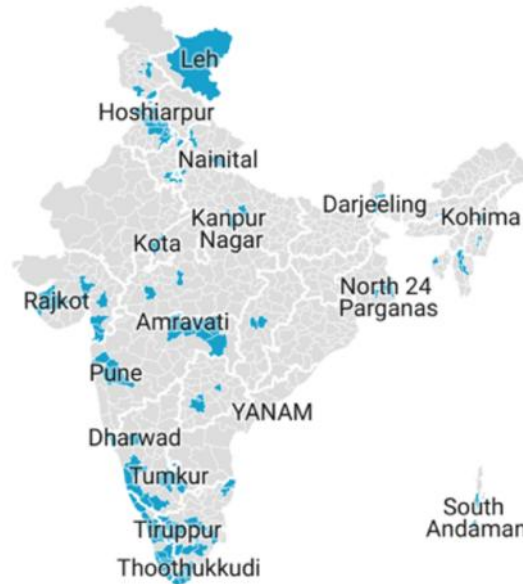 Leh
Hoshiarpur
Nainital
Darjeeling
Kohima
Kanpur
Nagar
Kota
North 24
Parganas
Rajkot
Amravati
Pune
YANAM
Dharwad
Tumkur
South
Andaman
Tiruppur
Thoothukkudi